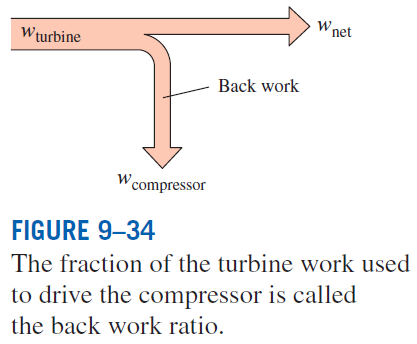 wturbine
wnet
Back work
wcompressor
FIGURE 9–34
The fraction of the turbine work used
to drive the compressor is called
the back work ratio.